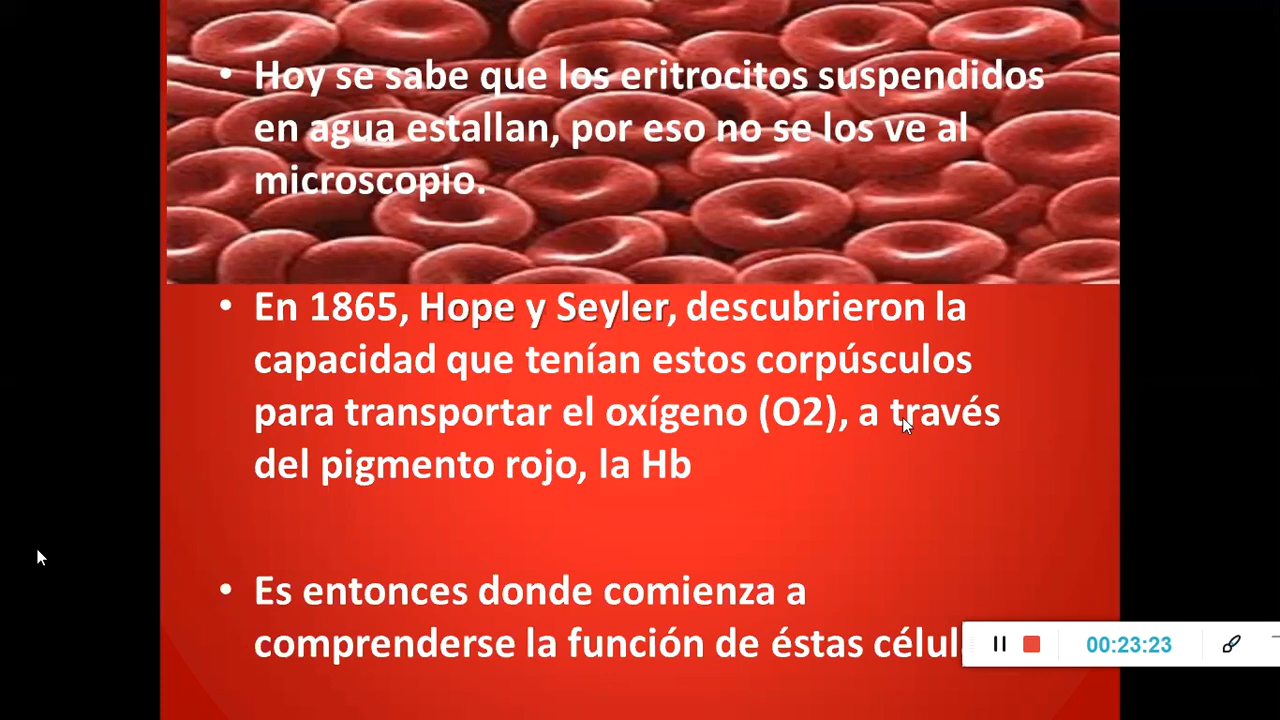 • Hoy se sabe que los eritrocitos suspendidos
en agua estallan, por eso no se los ve al
microscopio.
• En 1865, Hope y Seyler, descubrieron la
capacidad que tenían estos corpúsculos
para transportar el oxígeno (O2), a través
del pigmento rojo, la Hb
• Es entonces donde comienza a
comprenderse la función de éstas célul
00:23:23